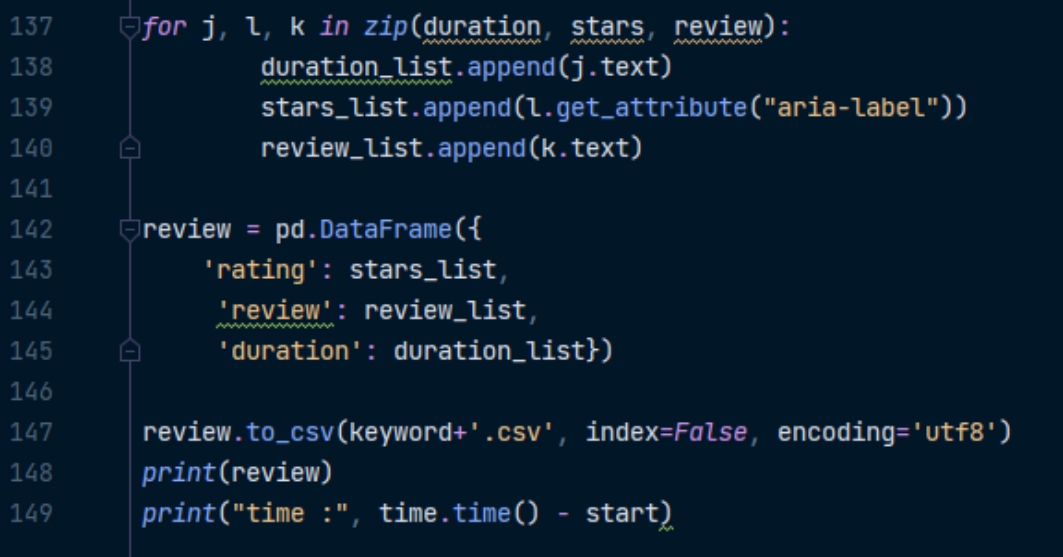 137 for j, l, k in zip(duration, stars, review):
138         duration_list.append(j.text)
139         stars_list.append(l.get_attribute("aria-label"))
140         review_list.append(k.text)
141
142 review = pd.DataFrame({
143     'rating': stars_list,
144      'review': review_list,
145      'duration': duration_list})
146
147 review.to_csv(keyword+'.csv', index=False, encoding='utf8')
148 print(review)
149 print("time :", time.time() - start)